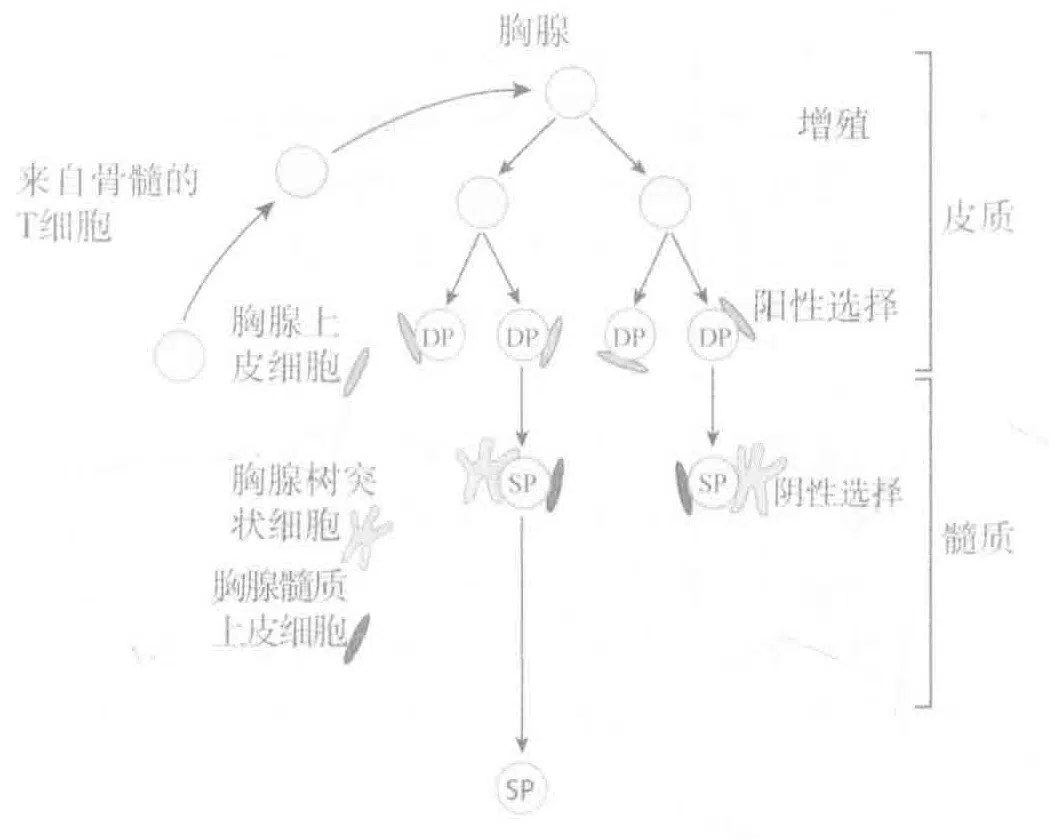 胸腺
增殖
来自骨髓的
T细胞
皮质
胸腺上
皮细胞
DP
DP
DP
DP
阳性选择
胸腺树突
状细胞
SP
SP
阴性选择
髓质
胸腺髓质
上皮细胞
SP